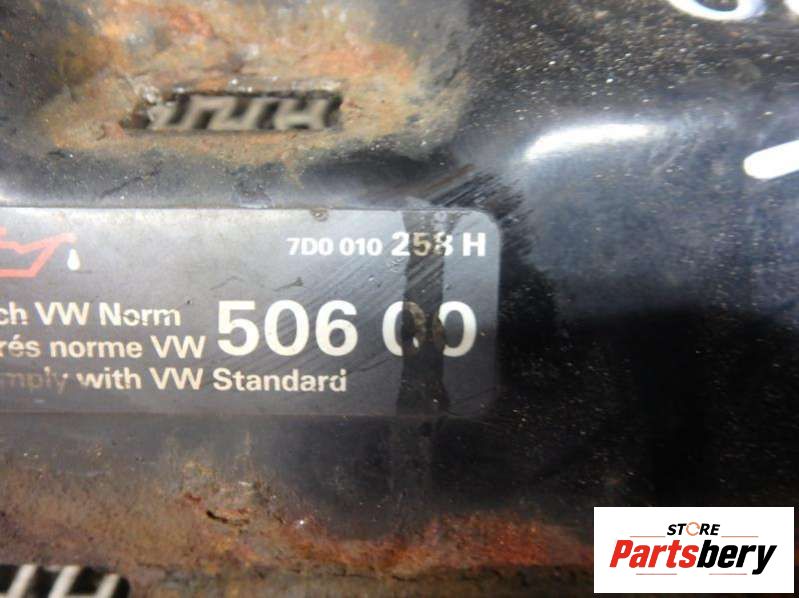 7D0 010 258 H
ch VW Norm
rés norme VW 506 00
mply with VW Standard
STORE
Partsbery